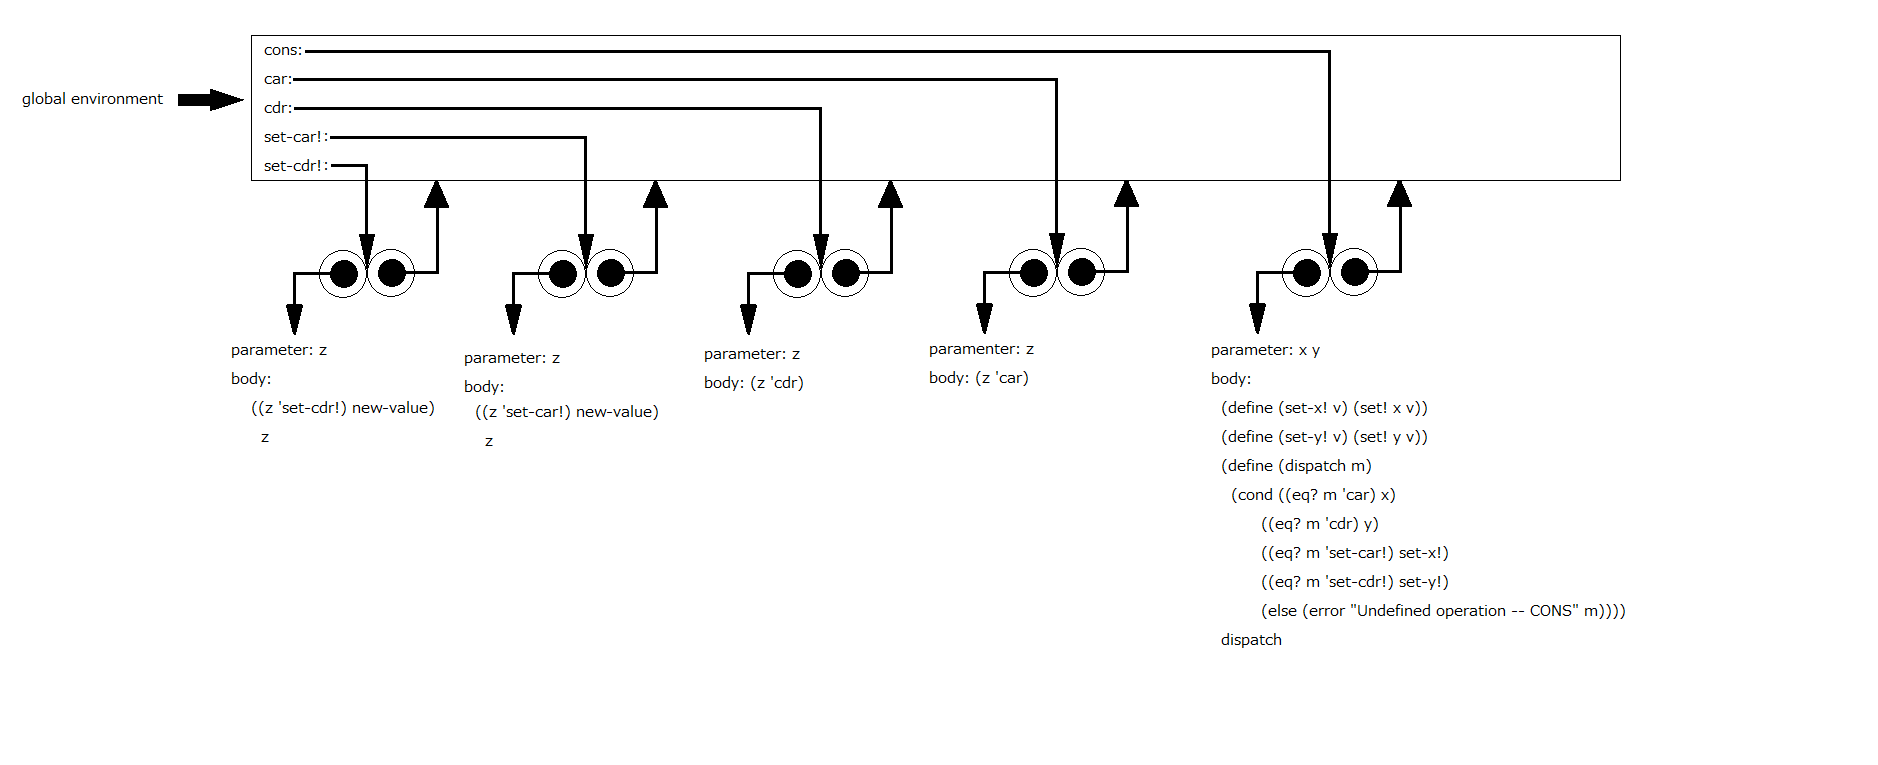 cons:
car:
global environment
cdr:
set-car!:
set-cdr!:
parameter: z
body:
((z 'set-cdr!) new-value)
z
parameter: z
body:
((z 'set-car!) new-value)
z
parameter: z
body: (z 'cdr)
paramenter: z
body: (z 'car)
parameter: x y
body:
(define (set-x! v) (set! x v))
(define (set-y! v) (set! y v))
(define (dispatch m)
(cond ((eq? m 'car) x)
((eq? m 'cdr) y)
((eq? m 'set-car!) set-x!)
((eq? m 'set-cdr!) set-y!)
(else (error "Undefined operation -- CONS" m))))
dispatch